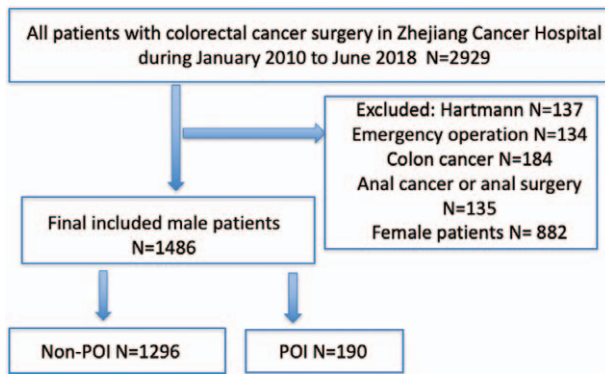 All patients with colorectal cancer surgery in Zhejiang Cancer Hospital
during January 2010 to June 2018 N=2929
Excluded: Hartmann N=137
Emergency operation N=134
Colon cancer N=184
Anal cancer or anal surgery
N=135
Female patients N= 882
Final included male patients
N=1486
Non-POI N=1296
POI N=190